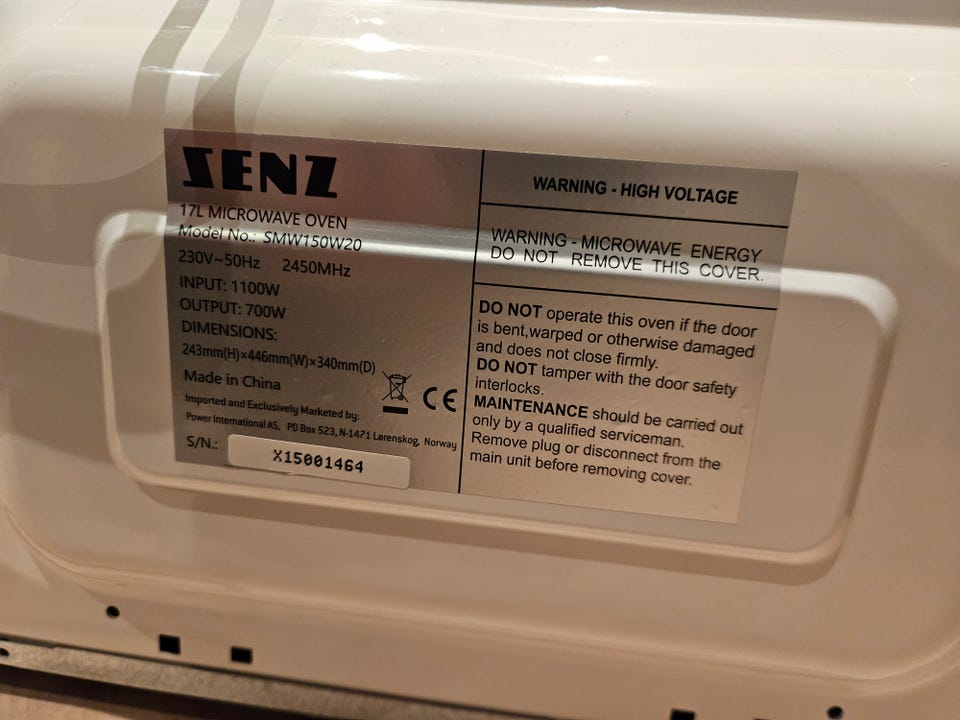 SENZ
17L MICROWAVE OVEN
Model No.: SMW150W20
230V~50Hz 2450MHz
INPUT: 1100W
OUTPUT: 700W
DIMENSIONS:
243mm(H)×446mm(W)×340mm(D)
Made in China
CE
Imported and Exclusively Marketed by:
Power International AS, PO Box 523, N-1471 Lørenskog, Norway
S/N.:
X15001464
WARNING - HIGH VOLTAGE
WARNING - MICROWAVE ENERGY
DO NOT REMOVE THIS COVER.
DO NOT operate this oven if the door
is bent,warped or otherwise damaged
and does not close firmly.
DO NOT tamper with the door safety
interlocks.
MAINTENANCE should be carried out
only by a qualified serviceman.
Remove plug or disconnect from the
main unit before removing cover.